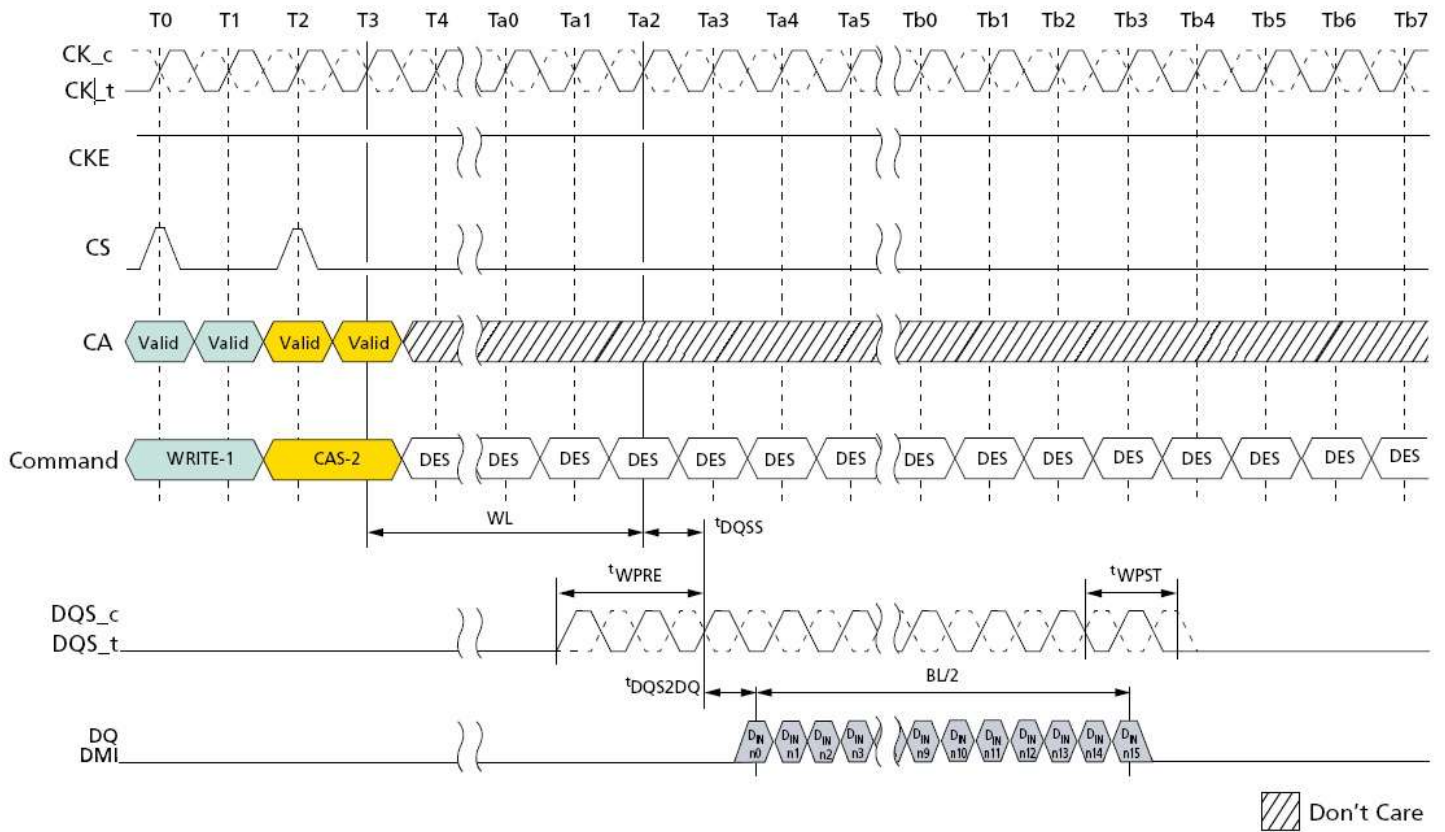 T0 T1 T2 T3 T4 Ta0 Ta1 Ta2 Ta3 Ta4 Ta5 Tb0 Tb1 Tb2 Tb3 Tb4 Tb5 Tb6 Tb7
CK_c
CK_t
CKE
CS
CA Valid Valid Valid Valid
Command WRITE-1 CAS-2 DES DES DES DES DES DES DES DES DES DES DES DES DES DES DES
WL tDQSS
tWPRE tWPST
DQS_c
DQS_t
tDQS2DQ BL/2
DQ DIN DIN DIN DIN DIN DIN DIN DIN DIN DIN DIN
DMI n0 n1 n2 n3 n9 n10 n11 n12 n13 n14 n15
Don't Care